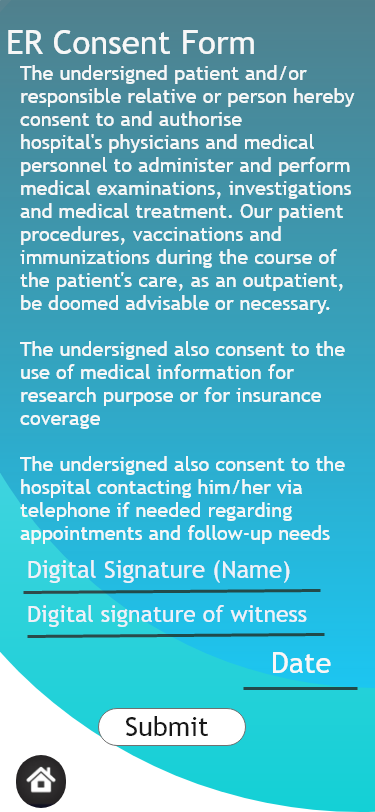 ER Consent Form
The undersigned patient and/or
responsible relative or person hereby
consent to and authorise
hospital's physicians and medical
personnel to administer and perform
medical examinations, investigations
and medical treatment. Our patient
procedures, vaccinations and
immunizations during the course of
the patient's care, as an outpatient,
be doomed advisable or necessary.
The undersigned also consent to the
use of medical information for
research purpose or for insurance
coverage
The undersigned also consent to the
hospital contacting him/her via
telephone if needed regarding
appointments and follow-up needs
Digital Signature (Name)
Digital signature of witness
Date
Submit